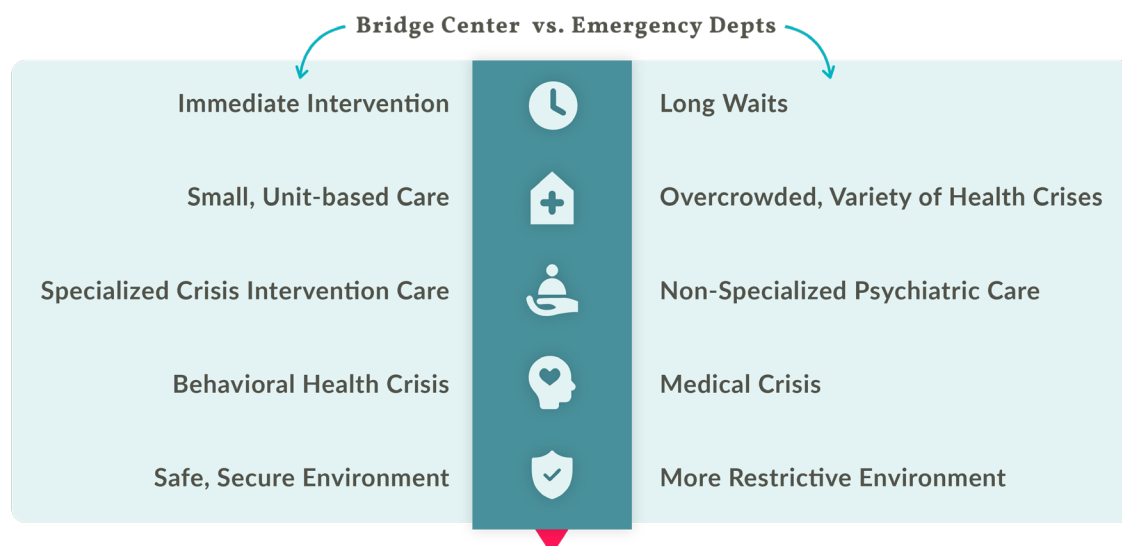 Bridge Center vs. Emergency Depts
Immediate Intervention
Long Waits
Small, Unit-based Care
Overcrowded, Variety of Health Crises
Specialized Crisis Intervention Care
Non-Specialized Psychiatric Care
Behavioral Health Crisis
Medical Crisis
Safe, Secure Environment
More Restrictive Environment